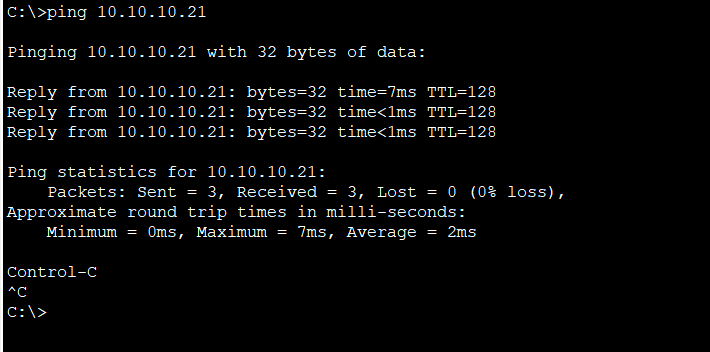 C:\>ping 10.10.10.21
Pinging 10.10.10.21 with 32 bytes of data:
Reply from 10.10.10.21: bytes=32 time=7ms TTL=128
Reply from 10.10.10.21: bytes=32 time<1ms TTL=128
Reply from 10.10.10.21: bytes=32 time<1ms TTL=128
Ping statistics for 10.10.10.21:
    Packets: Sent = 3, Received = 3, Lost = 0 (0% loss),
Approximate round trip times in milli-seconds:
    Minimum = 0ms, Maximum = 7ms, Average = 2ms
Control-C
^C
C:\>